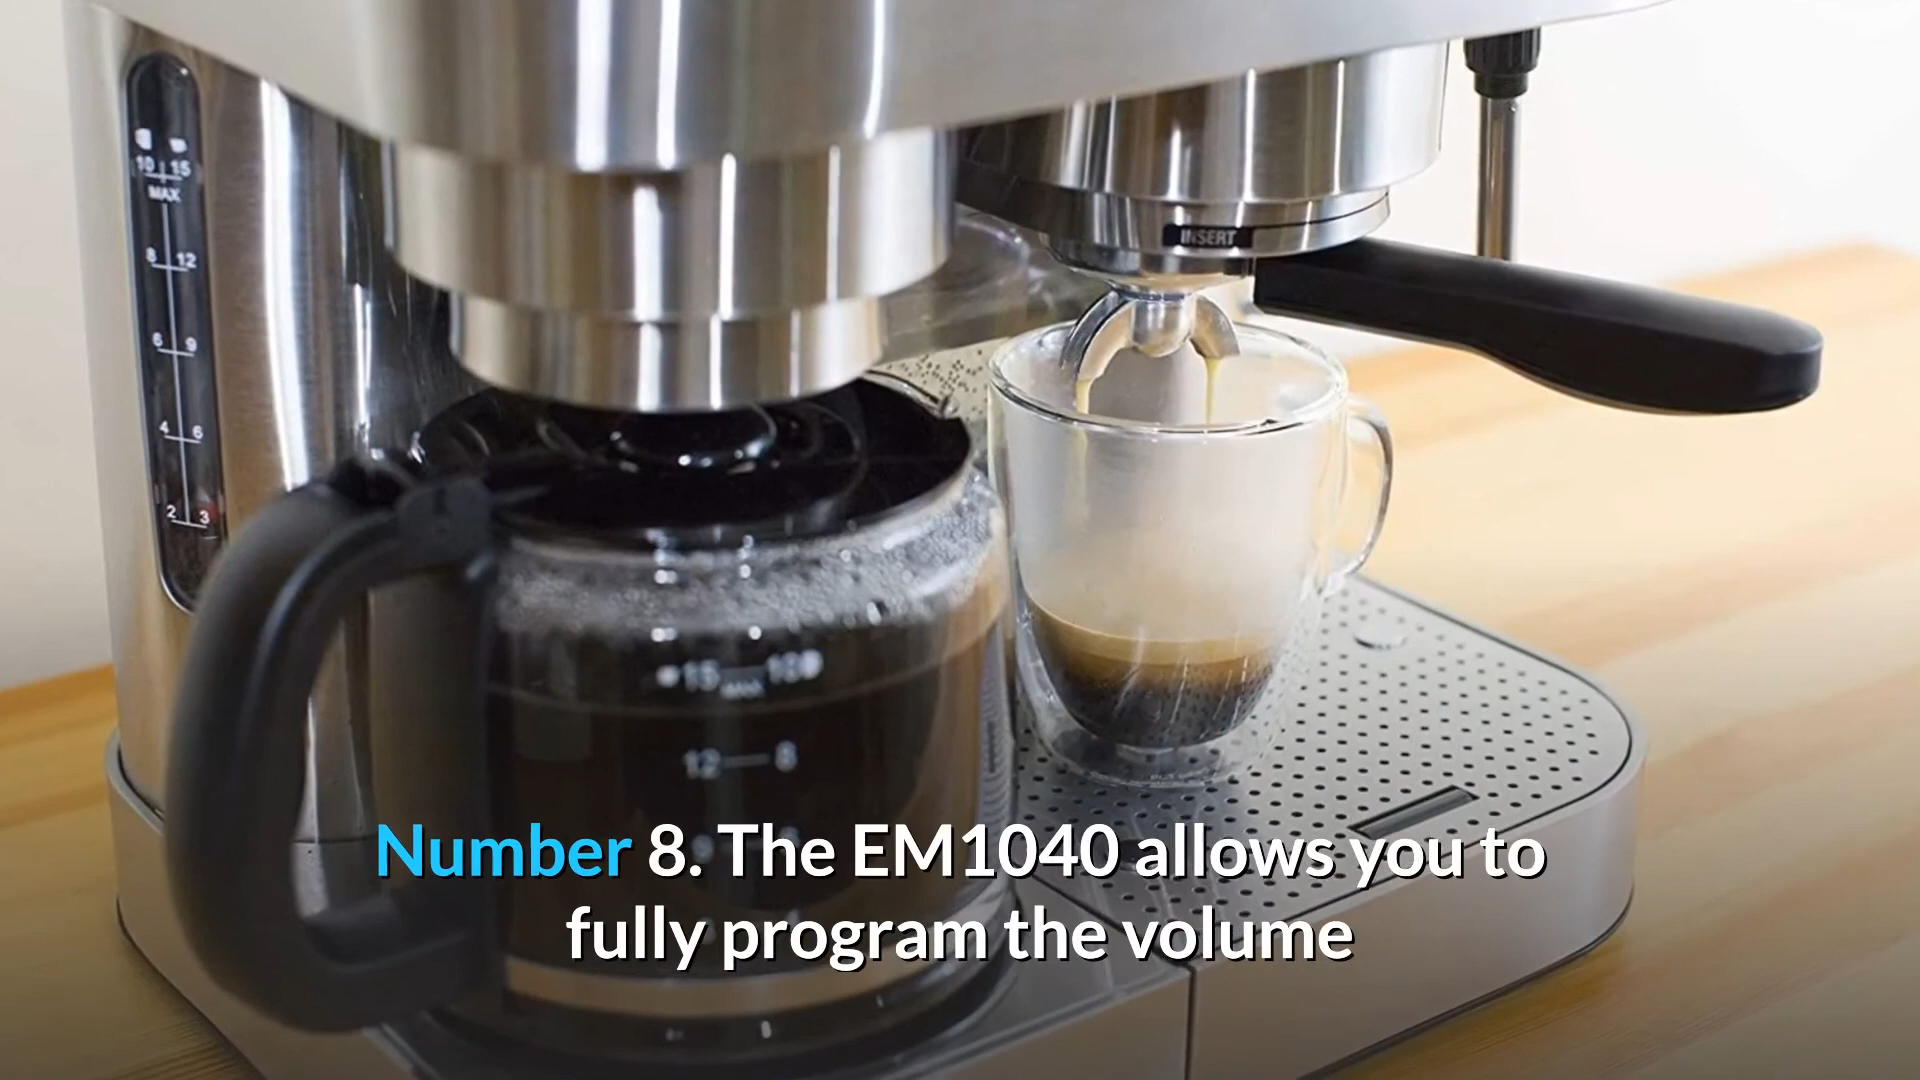 10 15
MAX
8 12
6 9
4 6
2 3
INSERT
15 10
MAX
12 8
Number 8. The EM1040 allows you to
fully program the volume